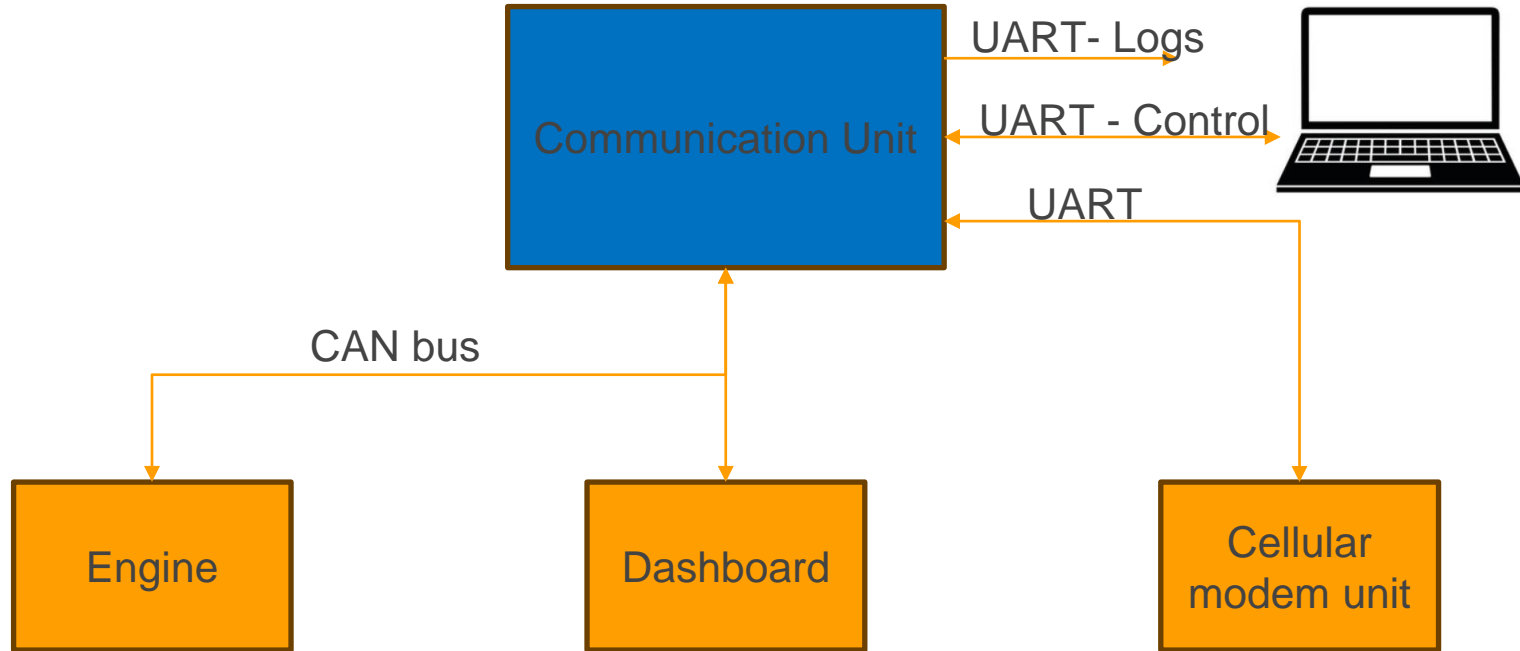 UART- Logs
UART - Control
Communication Unit
UART
CAN bus
Engine
Dashboard
Cellular
modem unit